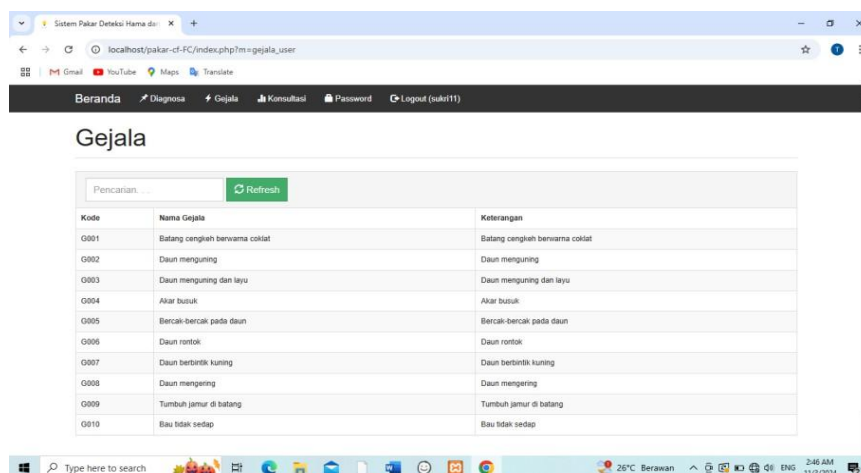 Sistem Pakar Deteksi Hama dan
localhost/pakar-cf-FC/index.php?m=gejala_user
Gmail YouTube Maps Translate
Beranda Diagnosa Gejala Konsultasi Password Logout (sukri11)
Gejala
Pencarian. . . Refresh
Kode Nama Gejala Keterangan
G001 Batang cengkeh berwarna coklat Batang cengkeh berwarna coklat
G002 Daun menguning Daun menguning
G003 Daun menguning dan layu Daun menguning dan layu
G004 Akar busuk Akar busuk
G005 Bercak-bercak pada daun Bercak-bercak pada daun
G006 Daun rontok Daun rontok
G007 Daun berbintik kuning Daun berbintik kuning
G008 Daun mengering Daun mengering
G009 Tumbuh jamur di batang Tumbuh jamur di batang
G010 Bau tidak sedap Bau tidak sedap
Type here to search 26°C Berawan ENG 2:46 AM